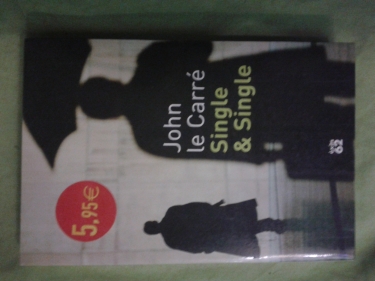 John
le Carré
Single
& Single
5,95€
62